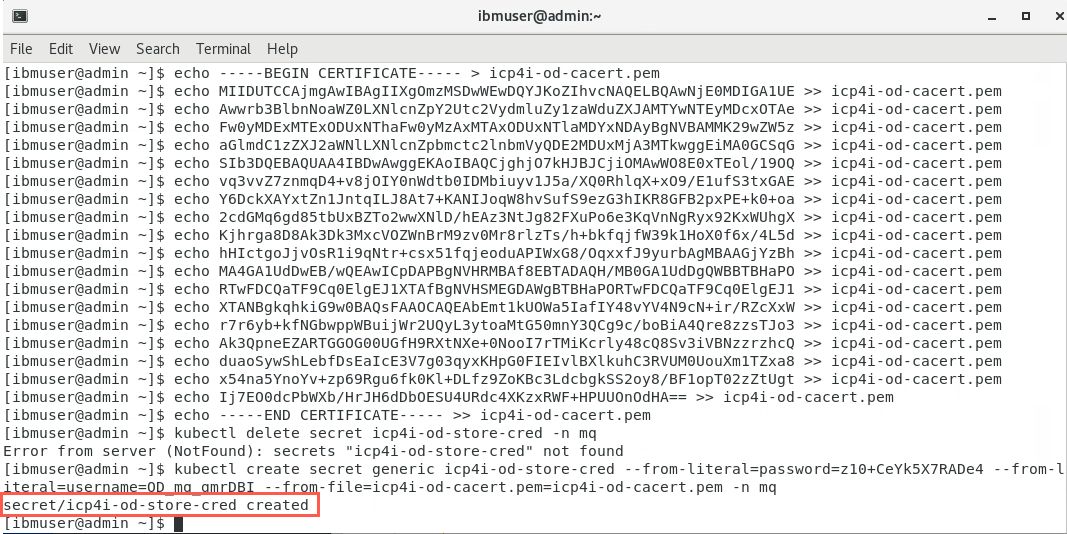 ibmuser@admin:~
File Edit View Search Terminal Help
[ibmuser@admin ~]$ echo -----BEGIN CERTIFICATE----- > icp4i-od-cacert.pem
[ibmuser@admin ~]$ echo MIIDUTCCAjmgAwIBAgIIXgOmzMSDwWEwDQYJKoZIhvcNAQELBQAwNjE0MDIGA1UE >> icp4i-od-cacert.pem
[ibmuser@admin ~]$ echo Awwrb3BlbnNoaWZ0LXNlcnZpY2Utc2VydmluZy1zaWduZXJAMTYwNTEyMDcxOTAe >> icp4i-od-cacert.pem
[ibmuser@admin ~]$ echo Fw0yMDExMTExODUxNThaFw0yMzAxMTAxODUxNTlaMDYxNDAyBgNVBAMMK29wZW5z >> icp4i-od-cacert.pem
[ibmuser@admin ~]$ echo aGlmdC1zZXJ2aWNlLXNlcnZpbmctc2lnbmVyQDE2MDUxMjA3MTkwggEiMA0GCSqG >> icp4i-od-cacert.pem
[ibmuser@admin ~]$ echo SIb3DQEBAQUAA4IBDwAwggEKAoIBAQCjghjO7kHJBJCjiOMAwWO8E0xTEol/19OQ >> icp4i-od-cacert.pem
[ibmuser@admin ~]$ echo vq3vvZ7znmqD4+v8jOIY0nWdtb0IDMbiuyv1J5a/XQ0RhlqX+xO9/E1ufS3txGAE >> icp4i-od-cacert.pem
[ibmuser@admin ~]$ echo Y6DckXAYxtZn1JntqILJ8At7+KANIJoqW8hvSufS9ezG3hIKR8GFB2pxPE+k0+oa >> icp4i-od-cacert.pem
[ibmuser@admin ~]$ echo 2cdGMq6gd85tbUxBZTo2wwXNlD/hEAz3NtJg82FXuPo6e3KqVnNgRyx92KxWUhgX >> icp4i-od-cacert.pem
[ibmuser@admin ~]$ echo Kjhrga8D8Ak3Dk3MxcVOZWnBrM9zv0Mr8rlzTs/h+bkfqjfW39k1HoX0f6x/4L5d >> icp4i-od-cacert.pem
[ibmuser@admin ~]$ echo hHIctgoJjvOsR1i9qNtr+csx51fqjeoduAPIWxG8/OqxxfJ9yurbAgMBAAGjYzBh >> icp4i-od-cacert.pem
[ibmuser@admin ~]$ echo MA4GA1UdDwEB/wQEAwICpDAPBgNVHRMBAf8EBTADAQH/MB0GA1UdDgQWBBTBHaPO >> icp4i-od-cacert.pem
[ibmuser@admin ~]$ echo RTwFDCQaTF9Cq0ElgEJ1XTAfBgNVHSMEGDAWgBTBHaPORTwFDCQaTF9Cq0ElgEJ1 >> icp4i-od-cacert.pem
[ibmuser@admin ~]$ echo XTANBgkqhkiG9w0BAQsFAAOCAQEAbEmt1kUOWa5IafIY48vYV4N9cN+ir/RZcXxW >> icp4i-od-cacert.pem
[ibmuser@admin ~]$ echo r7r6yb+kfNGbwppWBuijWr2UQyL3ytoaMtG50mnY3QCg9c/boBiA4Qre8zzsTJo3 >> icp4i-od-cacert.pem
[ibmuser@admin ~]$ echo Ak3QpneEZARTGGOG00UGfH9RXtNXe+0NooI7rTMiKcrly48cQ8Sv3iVBNzzrzhcQ >> icp4i-od-cacert.pem
[ibmuser@admin ~]$ echo duaoSywShLebfDsEaIcE3V7g03qyxKHpG0FIEIvlBXlkuhC3RVUM0UouXm1TZxa8 >> icp4i-od-cacert.pem
[ibmuser@admin ~]$ echo x54na5YnoYv+zp69Rgu6fk0Kl+DLfz9ZoKBc3LdcbgkSS2oy8/BF1opT02zZtUgt >> icp4i-od-cacert.pem
[ibmuser@admin ~]$ echo Ij7EO0dcPbWXb/HrJH6dDbOESU4URdc4XKzxRWF+HPUUOnOdHA== >> icp4i-od-cacert.pem
[ibmuser@admin ~]$ echo -----END CERTIFICATE----- >> icp4i-od-cacert.pem
[ibmuser@admin ~]$ kubectl delete secret icp4i-od-store-cred -n mq
Error from server (NotFound): secrets "icp4i-od-store-cred" not found
[ibmuser@admin ~]$ kubectl create secret generic icp4i-od-store-cred --from-literal=password=z10+CeYk5X7RADe4 --from-l
iteral=username=OD_mq_qmrDBI --from-file=icp4i-od-cacert.pem=icp4i-od-cacert.pem -n mq
secret/icp4i-od-store-cred created
[ibmuser@admin ~]$